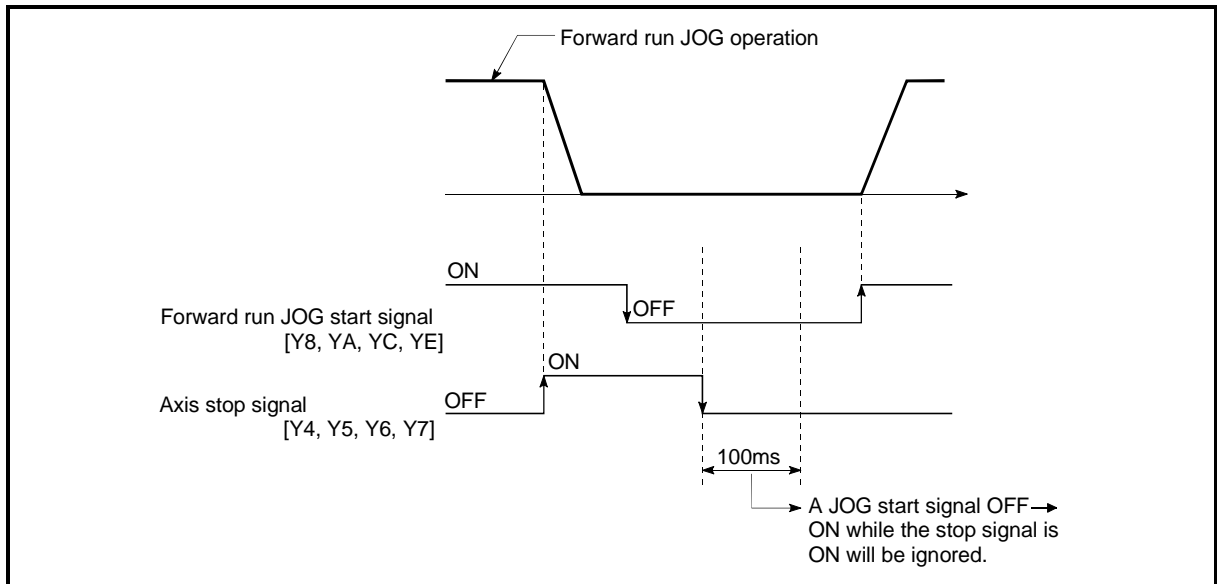 Forward run JOG operation
ON
OFF
Forward run JOG start signal
[Y8, YA, YC, YE]
ON
OFF
Axis stop signal
[Y4, Y5, Y6, Y7]
100ms
A JOG start signal OFF→
ON while the stop signal is
ON will be ignored.